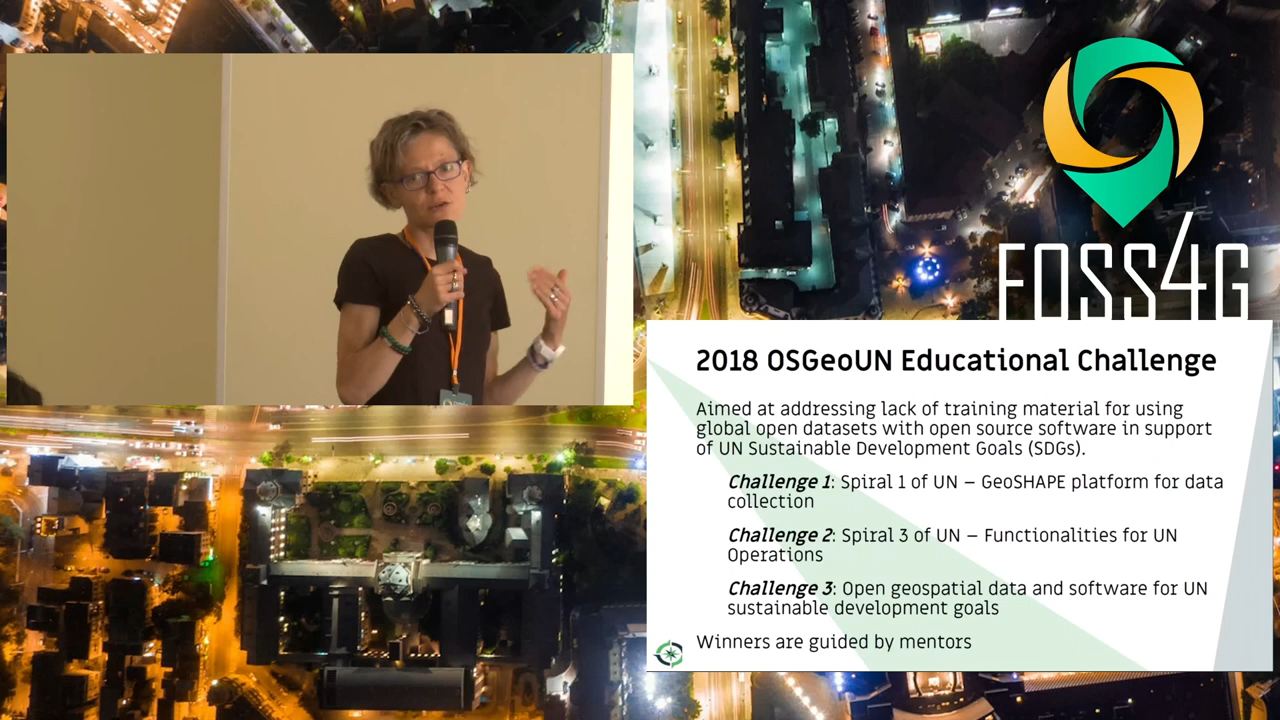 FOSS4G
2018 OSGeoUN Educational Challenge
Aimed at addressing lack of training material for using
global open datasets with open source software in support
of UN Sustainable Development Goals (SDGs).
Challenge 1: Spiral 1 of UN – GeoSHAPE platform for data
collection
Challenge 2: Spiral 3 of UN – Functionalities for UN
Operations
Challenge 3: Open geospatial data and software for UN
sustainable development goals
Winners are guided by mentors